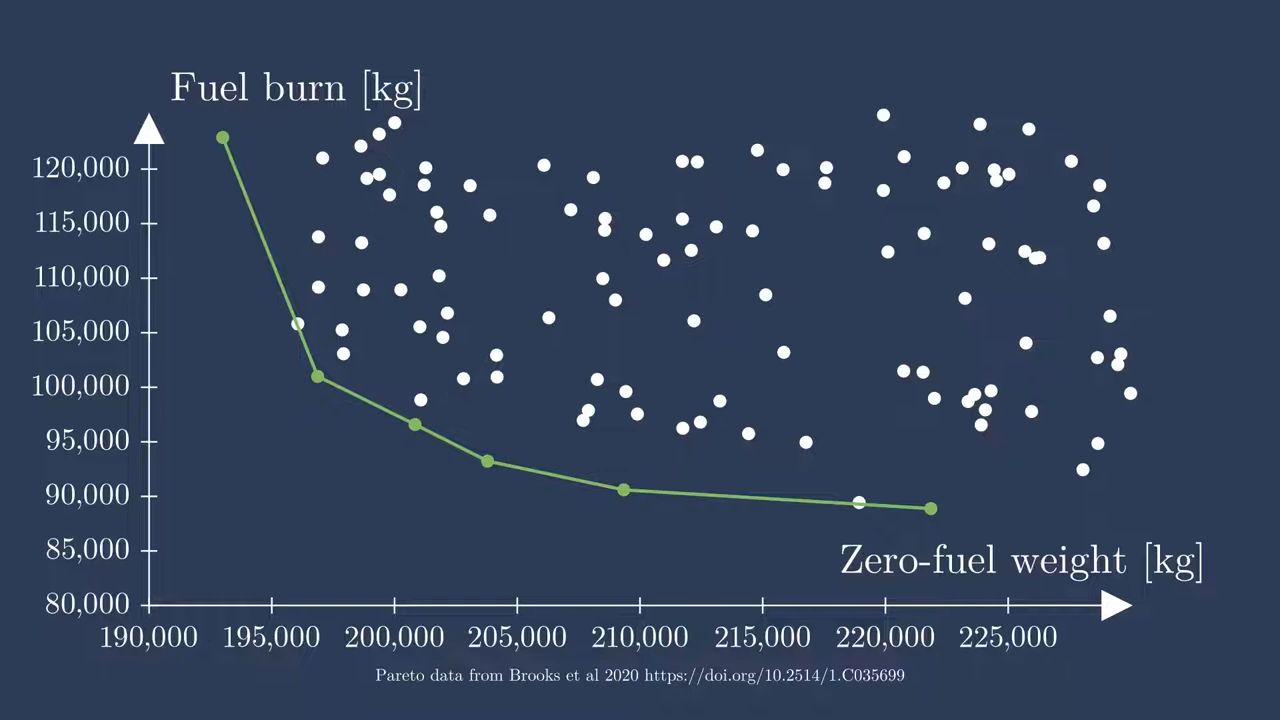 Fuel burn [kg]
120,000
115,000
110,000
105,000
100,000
95,000
90,000
85,000
80,000
Zero-fuel weight [kg]
190,000 195,000 200,000 205,000 210,000 215,000 220,000 225,000
Pareto data from Brooks et al 2020 https://doi.org/10.2514/1.C035699